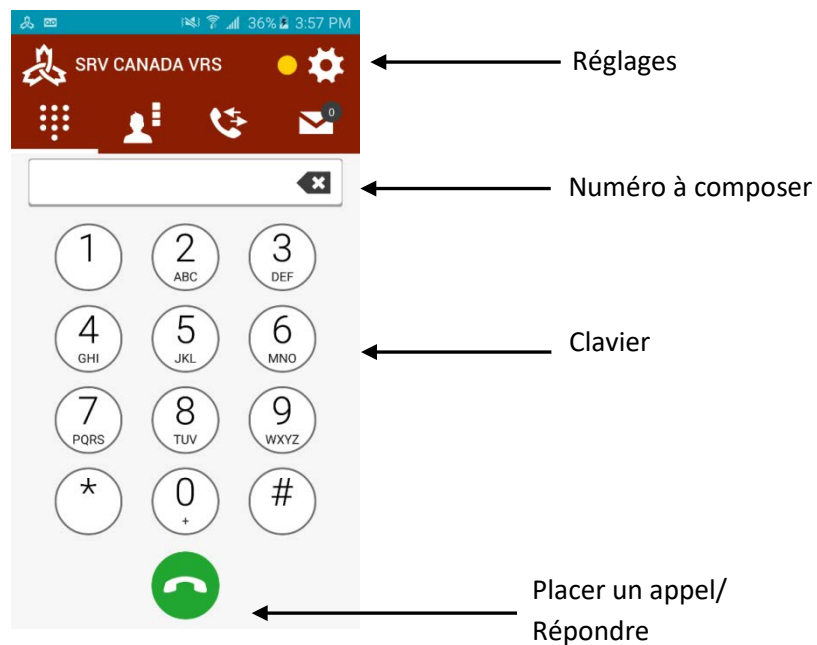 36% 3:57 PM
SRV CANADA VRS
Réglages
0
Numéro à composer
1 2 3
ABC DEF
4 5 6
GHI JKL MNO
Clavier
7 8 9
PQRS TUV WXYZ
* 0 #
+
Placer un appel/
Répondre